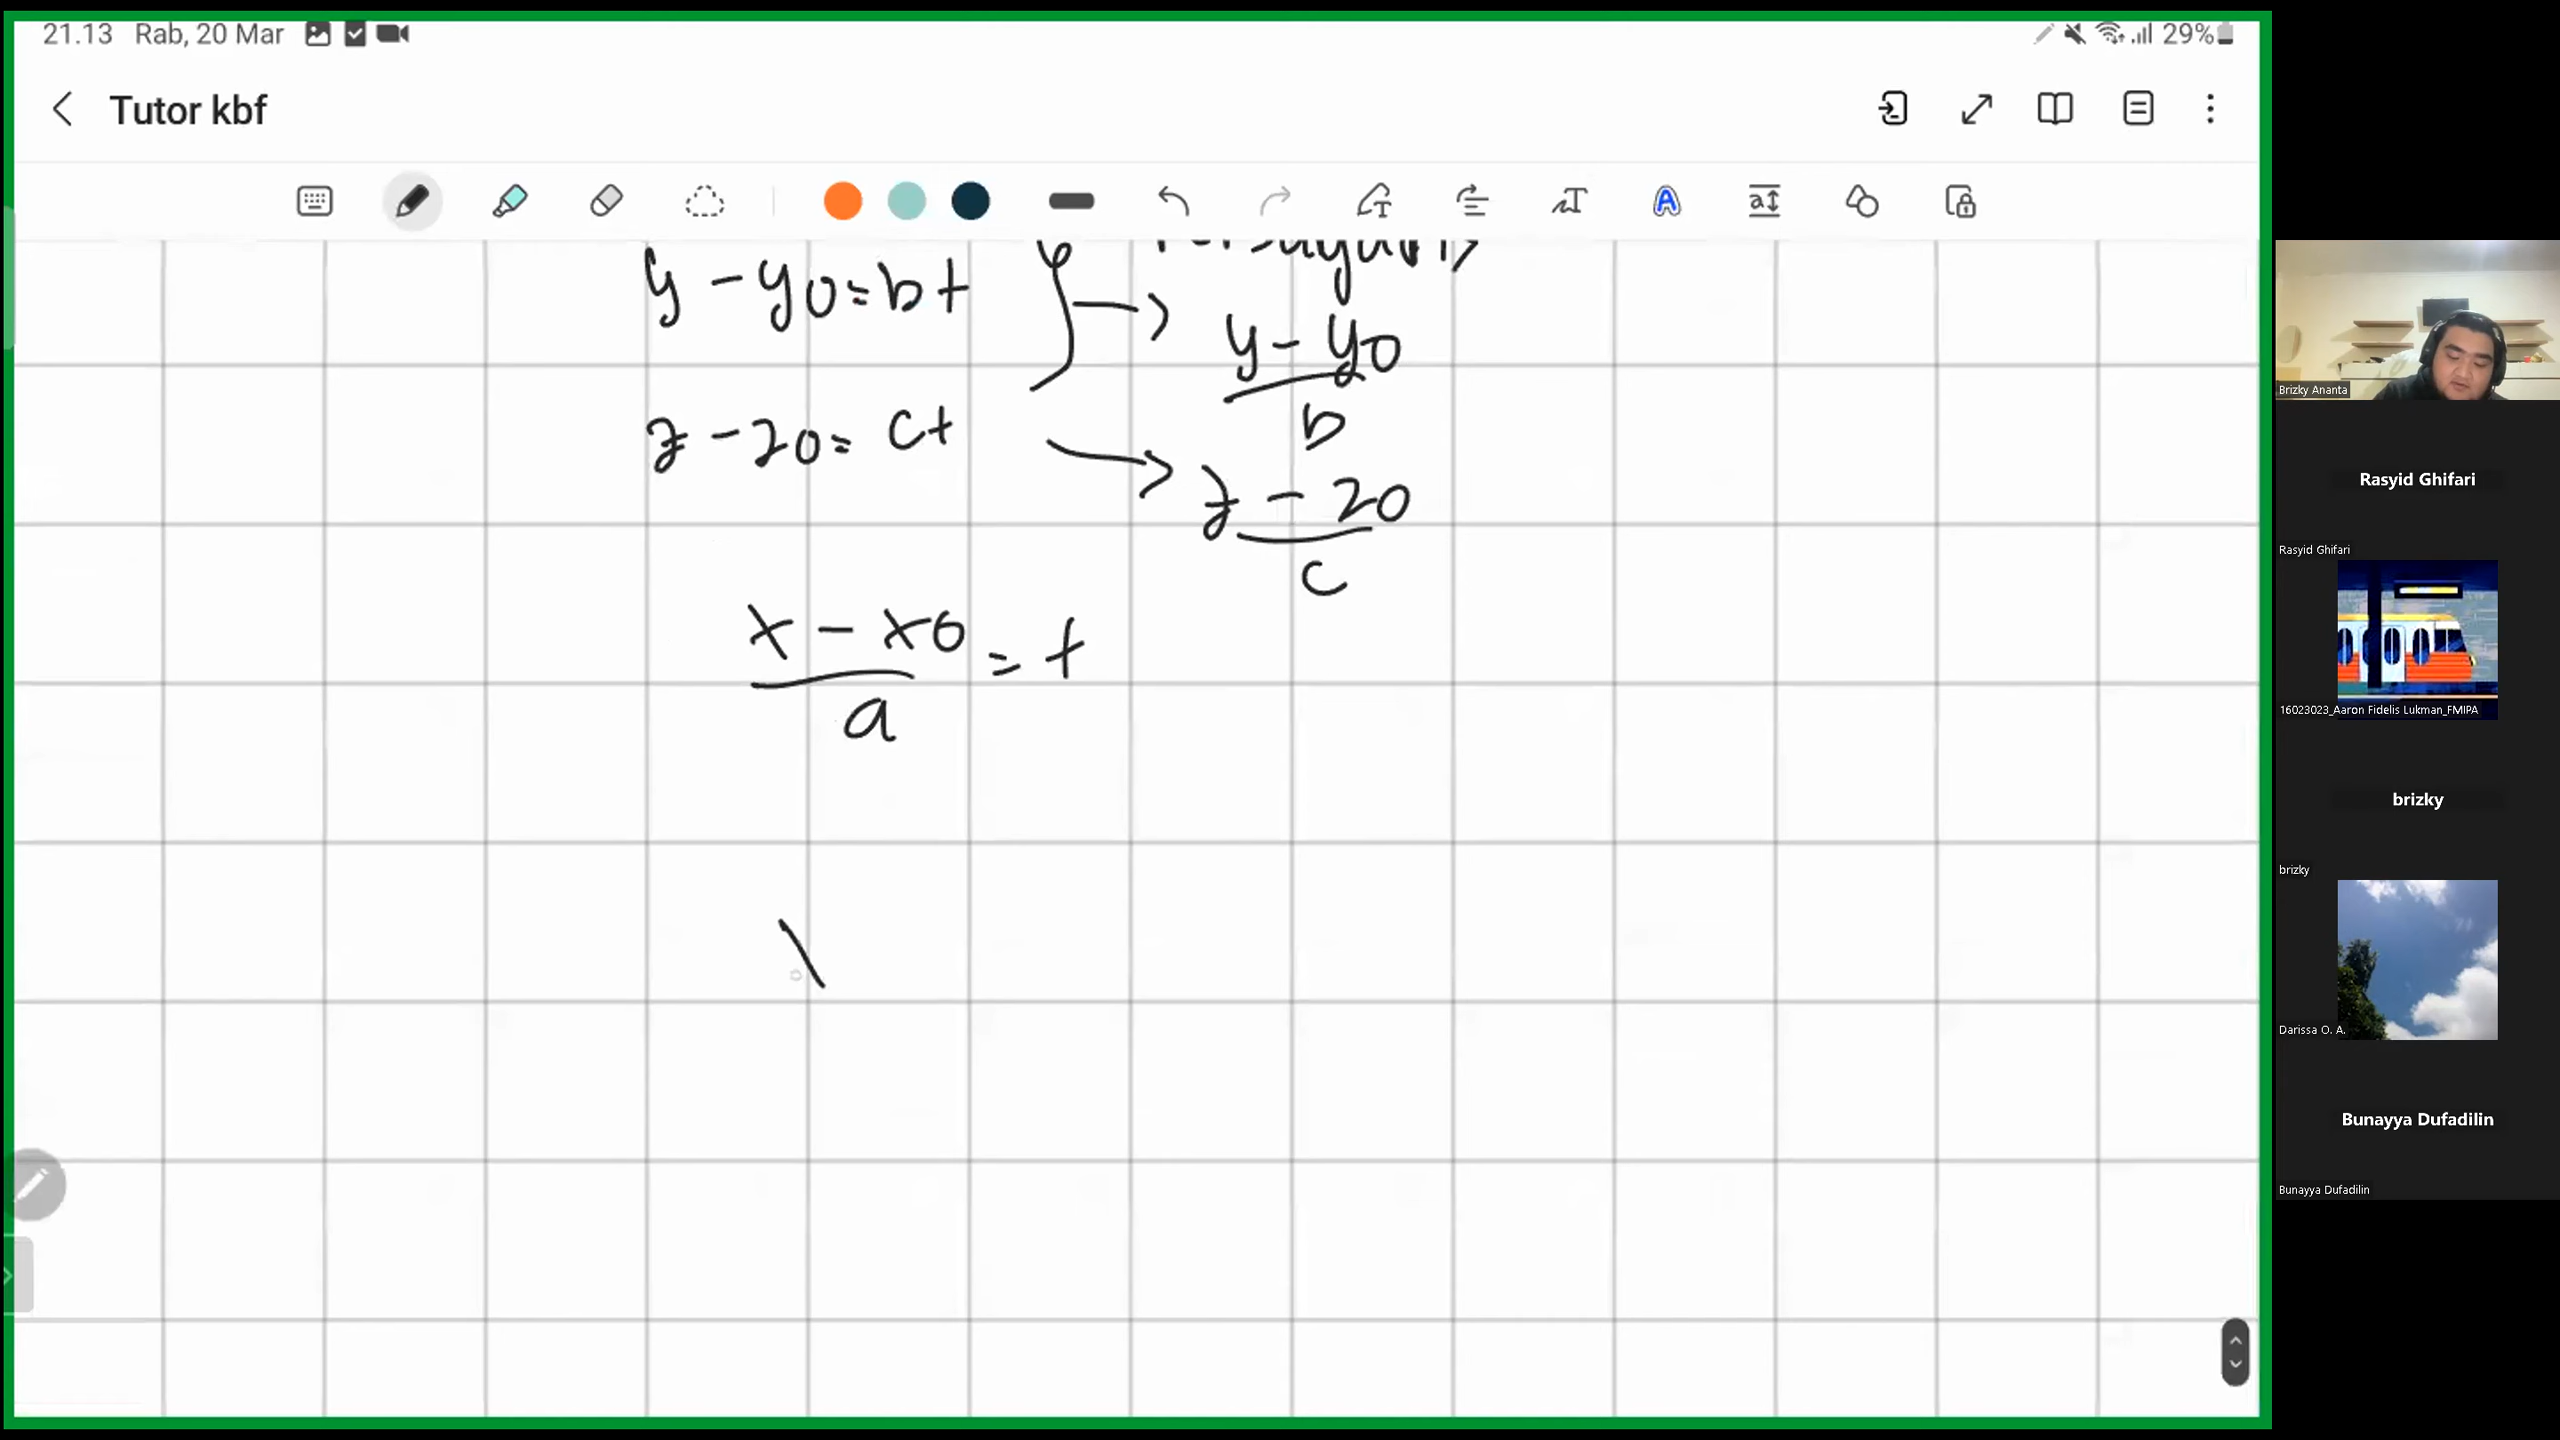 21.13 Rab, 20 Mar
29%
Tutor kbf
y - y0 = bt
y - y0
b
z - z0 = ct
z - z0
c
x - x0 = t
a
Brizky Ananta
Rasyid Ghifari
Rasyid Ghifari
16023023_Aaron Fidelis Lukman_FMIPA
brizky
brizky
Darissa O. A.
Bunayya Dufadilin
Bunayya Dufadilin